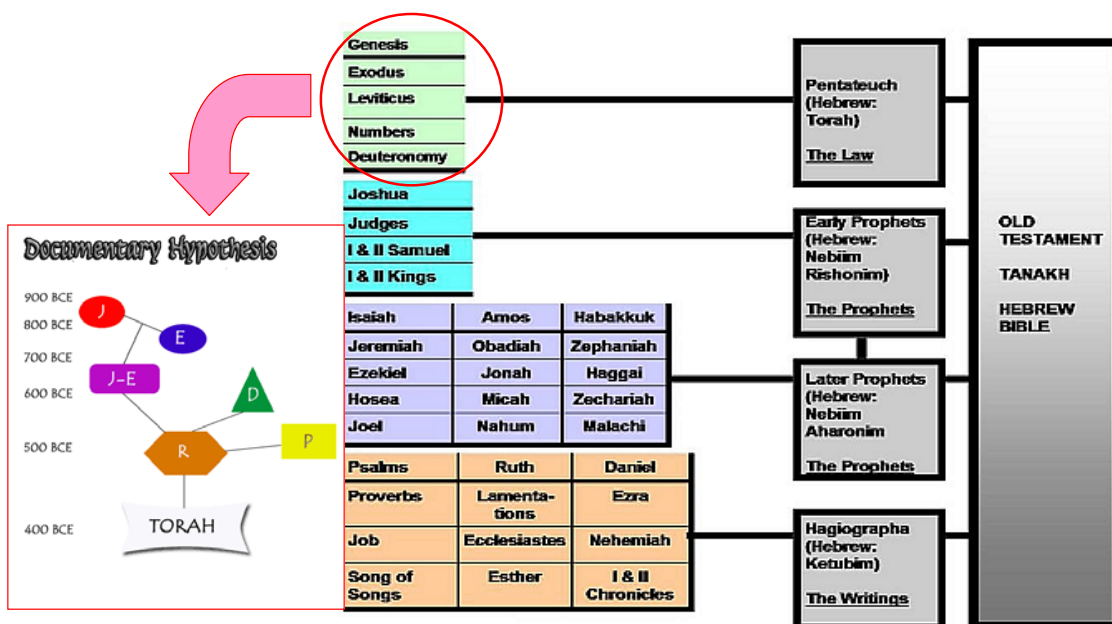 Genesis
Exodus
Leviticus
Numbers
Deuteronomy
Pentateuch
(Hebrew:
Torah)
The Law
Joshua
Judges
I & II Samuel
I & II Kings
Early Prophets
(Hebrew:
Nebiim
Rishonim)
The Prophets
OLD
TESTAMENT
TANAKH
HEBREW
BIBLE
Documentary Hypothesis
900 BCE
J
800 BCE
E
700 BCE
J-E
600 BCE
D
500 BCE
R
P
400 BCE
TORAH
Isaiah Amos Habakkuk
Jeremiah Obadiah Zephaniah
Ezekiel Jonah Haggai
Hosea Micah Zechariah
Joel Nahum Malachi
Later Prophets
(Hebrew:
Nebiim
Aharonim
The Prophets
Psalms Ruth Daniel
Proverbs Lamenta-
tions Ezra
Job Ecclesiastes Nehemiah
Song of
Songs Esther I & II
Chronicles
Hagiographa
(Hebrew:
Ketubim)
The Writings